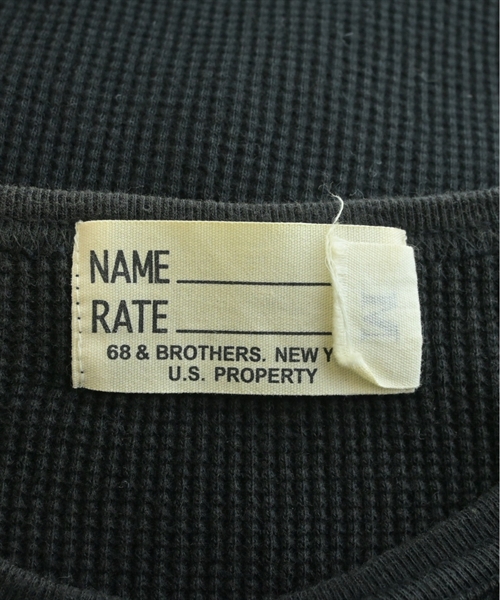 NAME
RATE
68 & BROTHERS. NEW Y
U.S. PROPERTY
M